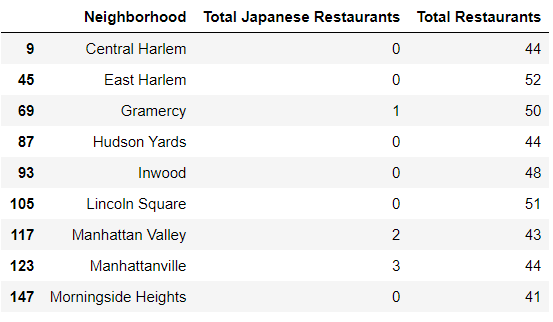 Neighborhood Total Japanese Restaurants Total Restaurants
9 Central Harlem 0 44
45 East Harlem 0 52
69 Gramercy 1 50
87 Hudson Yards 0 44
93 Inwood 0 48
105 Lincoln Square 0 51
117 Manhattan Valley 2 43
123 Manhattanville 3 44
147 Morningside Heights 0 41